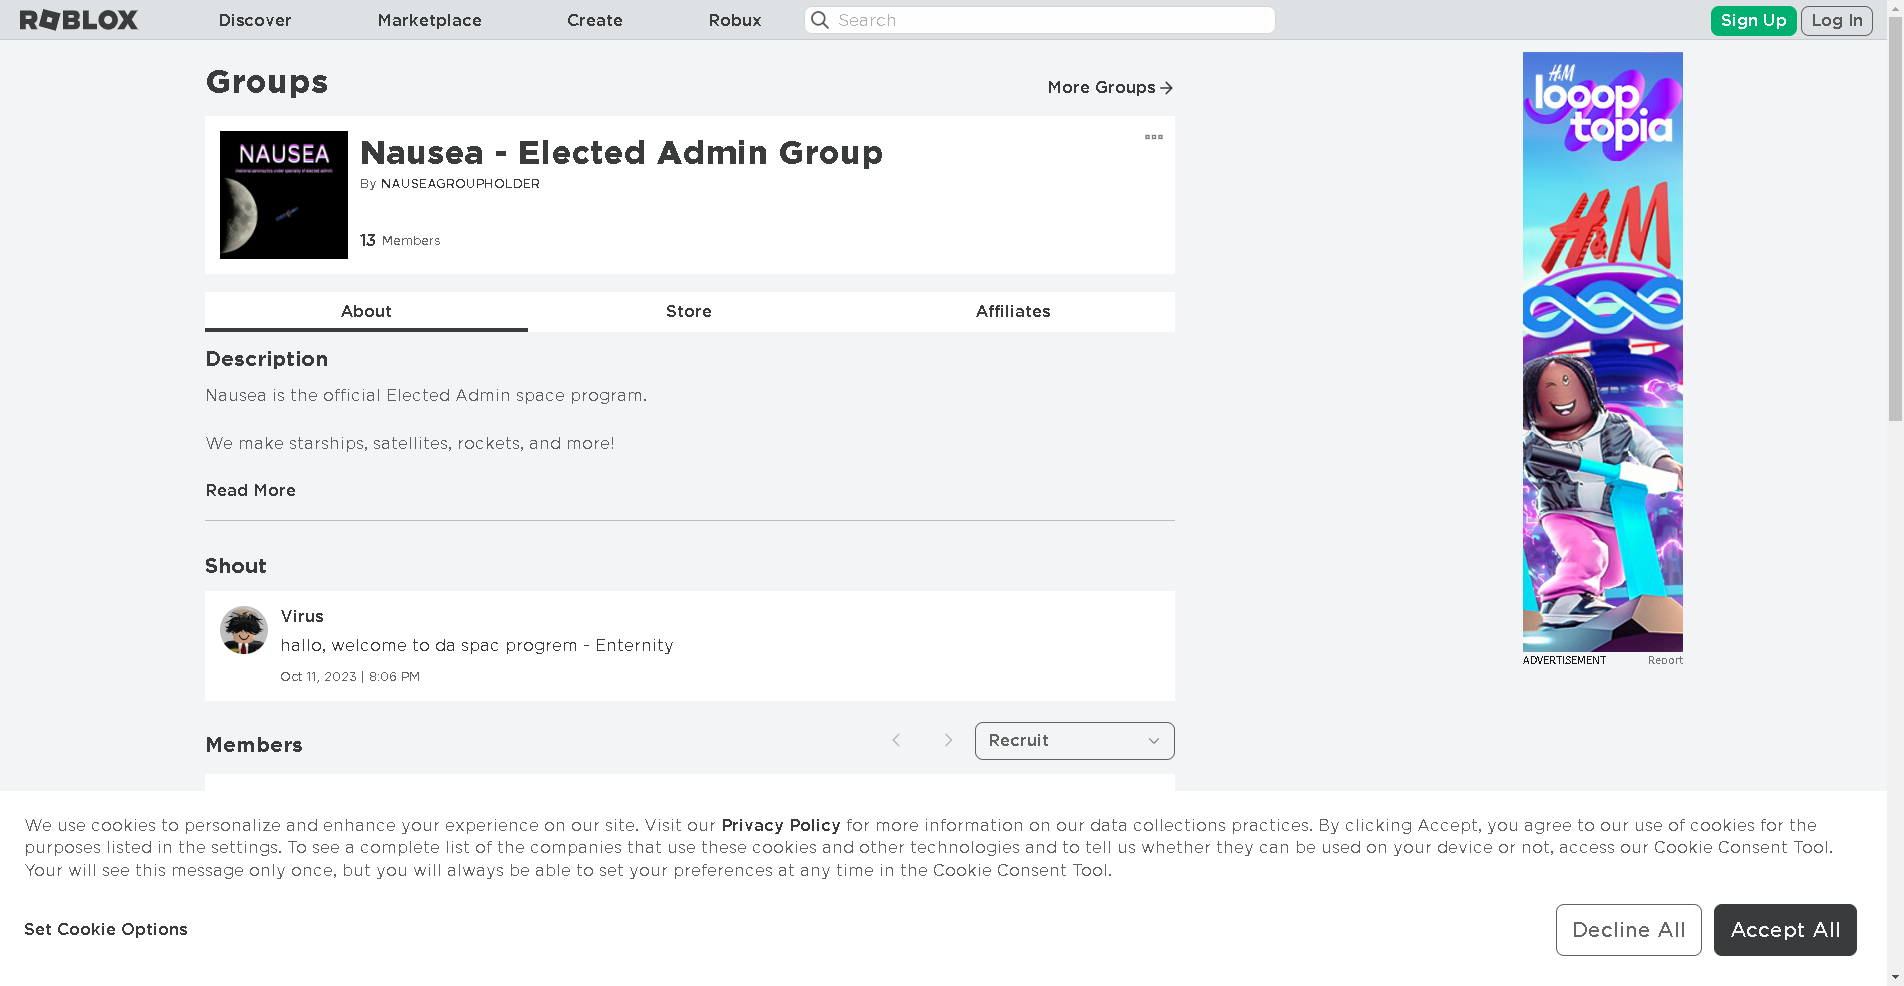 ROBLOX
Discover
Marketplace
Create
Robux
Search
Sign Up
Log In
Groups
More Groups
NAUSEA
Nausea - Elected Admin Group
By NAUSEAGROUPHOLDER
13 Members
About
Store
Affiliates
Description
Nausea is the official Elected Admin space program.
We make starships, satellites, rockets, and more!
Read More
Shout
Virus
hallo, welcome to da spac progrem - Enternity
Oct 11, 2023 | 8:06 PM
Members
Recruit
H&M
looop
topia
H&M
ADVERTISEMENT
Report
We use cookies to personalize and enhance your experience on our site. Visit our Privacy Policy for more information on our data collections practices. By clicking Accept, you agree to our use of cookies for the
purposes listed in the settings. To see a complete list of the companies that use these cookies and other technologies and to tell us whether they can be used on your device or not, access our Cookie Consent Tool.
Your will see this message only once, but you will always be able to set your preferences at any time in the Cookie Consent Tool.
Set Cookie Options
Decline All
Accept All